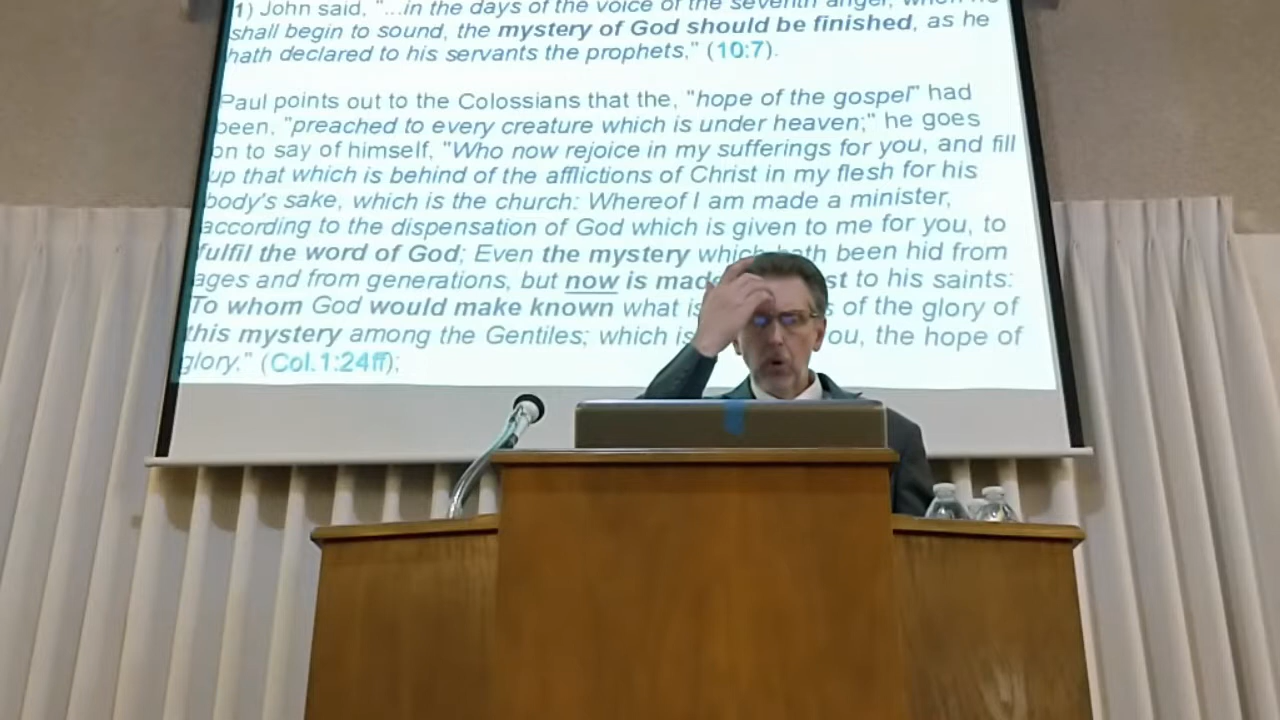 1) John said, "...in the days of the voice of the seventh angel, when he
shall begin to sound, the mystery of God should be finished, as he
hath declared to his servants the prophets," (10:7).
Paul points out to the Colossians that the, "hope of the gospel" had
been, "preached to every creature which is under heaven;" he goes
on to say of himself, "Who now rejoice in my sufferings for you, and fill
up that which is behind of the afflictions of Christ in my flesh for his
body's sake, which is the church: Whereof I am made a minister,
according to the dispensation of God which is given to me for you, to
fulfil the word of God; Even the mystery which hath been hid from
ages and from generations, but now is made st to his saints:
To whom God would make known what is s of the glory of
this mystery among the Gentiles; which is ou, the hope of
glory." (Col.1:24ff);